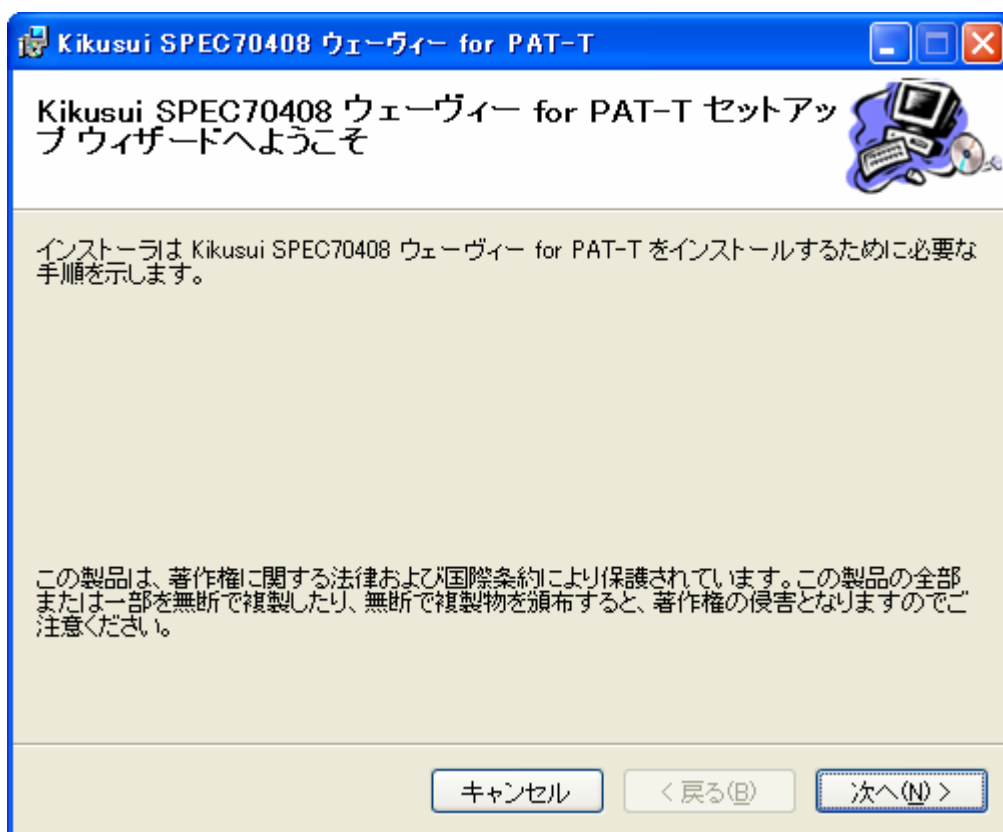 Kikusui SPEC70408 ウェーヴィー for PAT-T
Kikusui SPEC70408 ウェーヴィー for PAT-T セットアッ
プ ウィザードへようこそ
インストーラは Kikusui SPEC70408 ウェーヴィー for PAT-T をインストールするために必要な
手順を示します。
この製品は、著作権に関する法律および国際条約により保護されています。この製品の全部
または一部を無断で複製したり、無断で複製物を頒布すると、著作権の侵害となりますのでご
注意ください。
キャンセル
< 戻る(B)
次へ(N) >